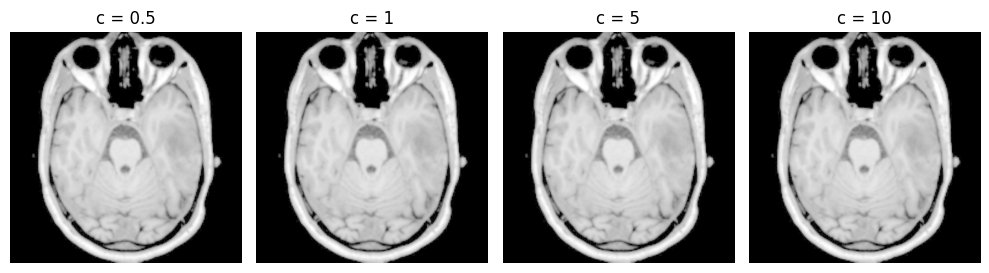 c = 0.5
c = 1
c = 5
c = 10